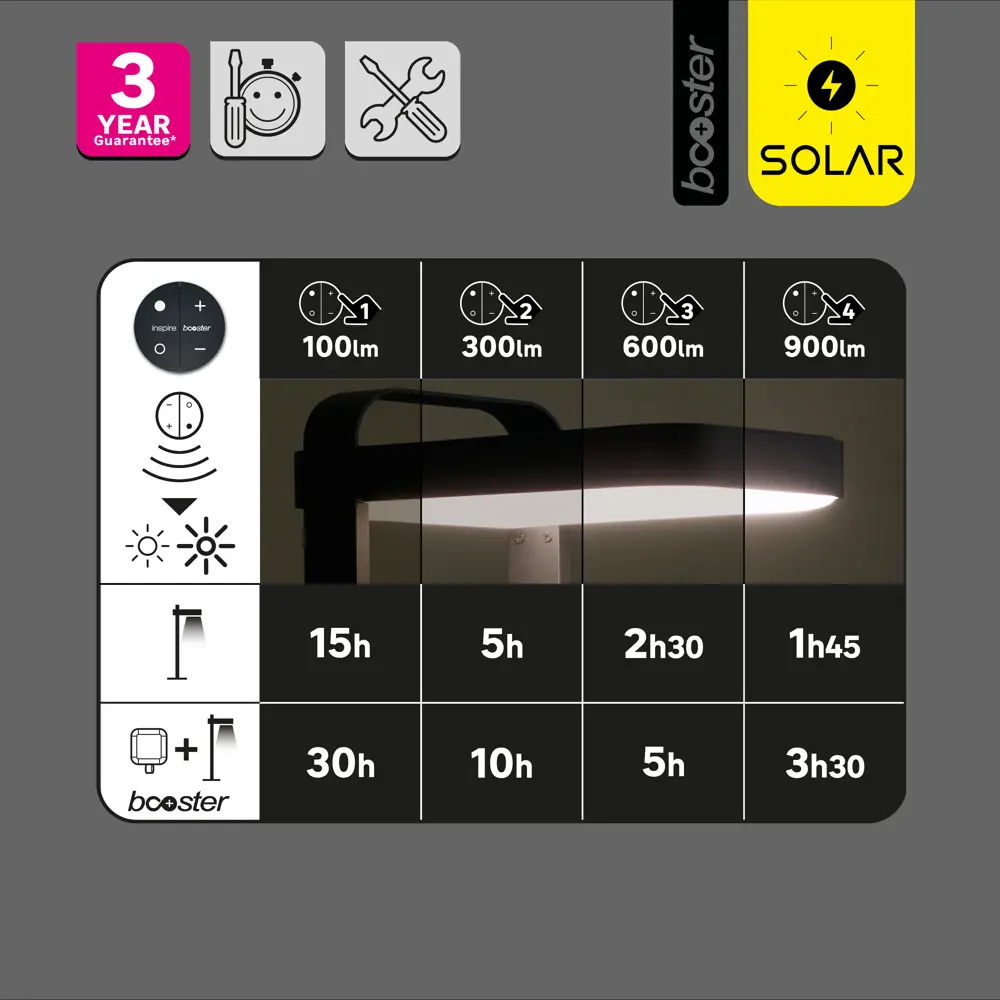 3
YEAR
Guarantee*
booster
SOLAR
inspire booster
1 2 3 4
100lm 300lm 600lm 900lm
15h 5h 2h30 1h45
30h 10h 5h 3h30
+
booster